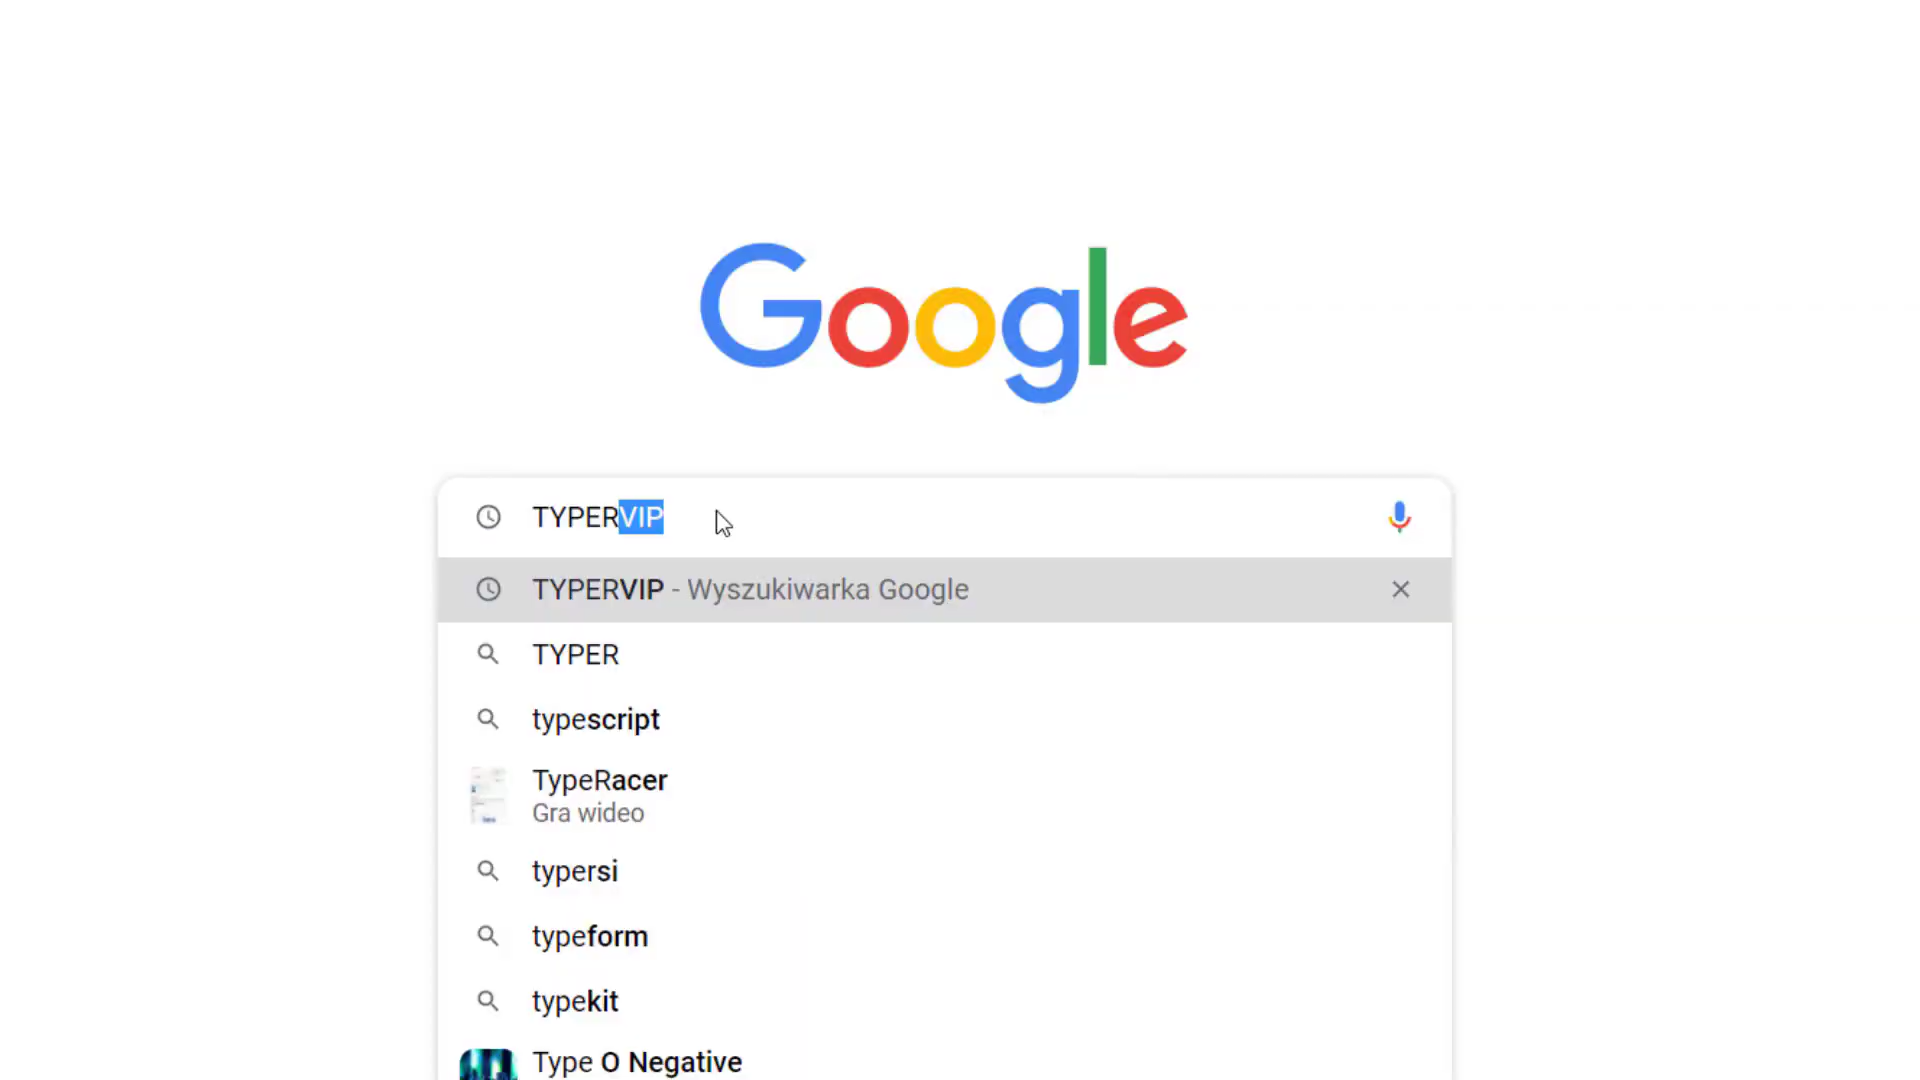 Google
TYPERVIP
TYPERVIP - Wyszukiwarka Google
TYPER
typescript
TypeRacer
Gra wideo
typersi
typeform
typekit
Type O Negative